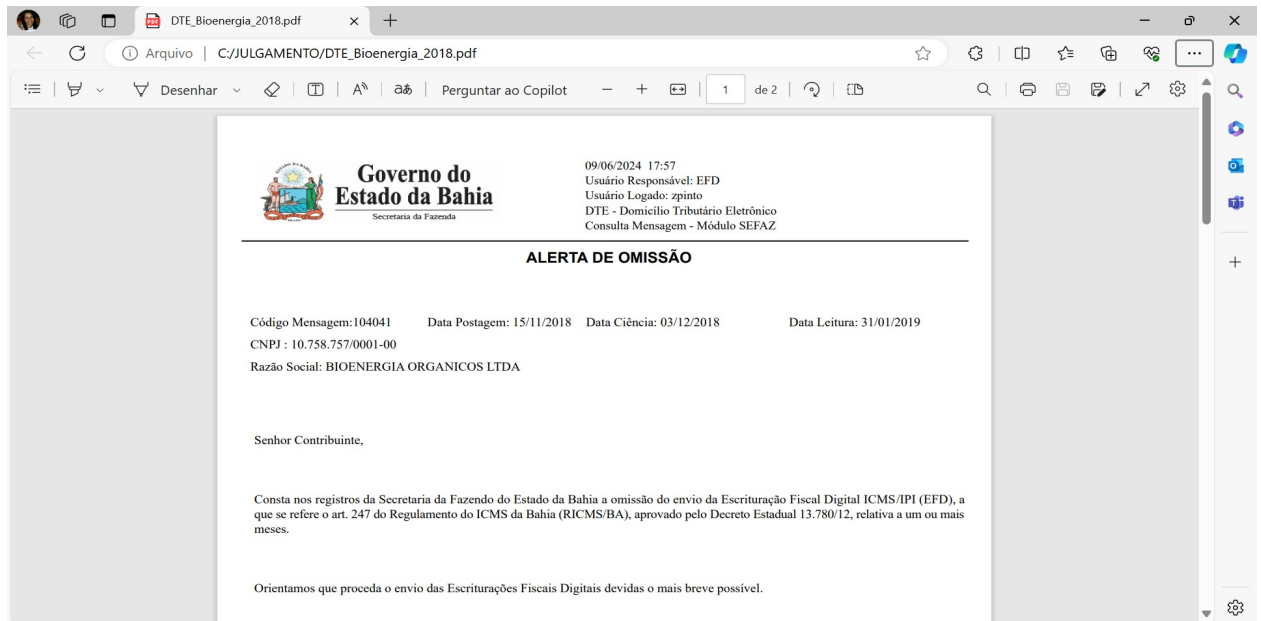 DTE_Bioenergia_2018.pdf
Arquivo | C:/JULGAMENTO/DTE_Bioenergia_2018.pdf
Desenhar | Perguntar ao Copilot 1 de 2
Governo do
Estado da Bahia
Secretaria da Fazenda
09/06/2024 17:57
Usuário Responsável: EFD
Usuário Logado: zpinto
DTE - Domicílio Tributário Eletrônico
Consulta Mensagem - Módulo SEFAZ
ALERTA DE OMISSÃO
Código Mensagem:104041 Data Postagem: 15/11/2018 Data Ciência: 03/12/2018 Data Leitura: 31/01/2019
CNPJ : 10.758.757/0001-00
Razão Social: BIOENERGIA ORGANICOS LTDA
Senhor Contribuinte,
Consta nos registros da Secretaria da Fazendo do Estado da Bahia a omissão do envio da Escrituração Fiscal Digital ICMS/IPI (EFD), a
que se refere o art. 247 do Regulamento do ICMS da Bahia (RICMS/BA), aprovado pelo Decreto Estadual 13.780/12, relativa a um ou mais
meses.
Orientamos que proceda o envio das Escriturações Fiscais Digitais devidas o mais breve possível.